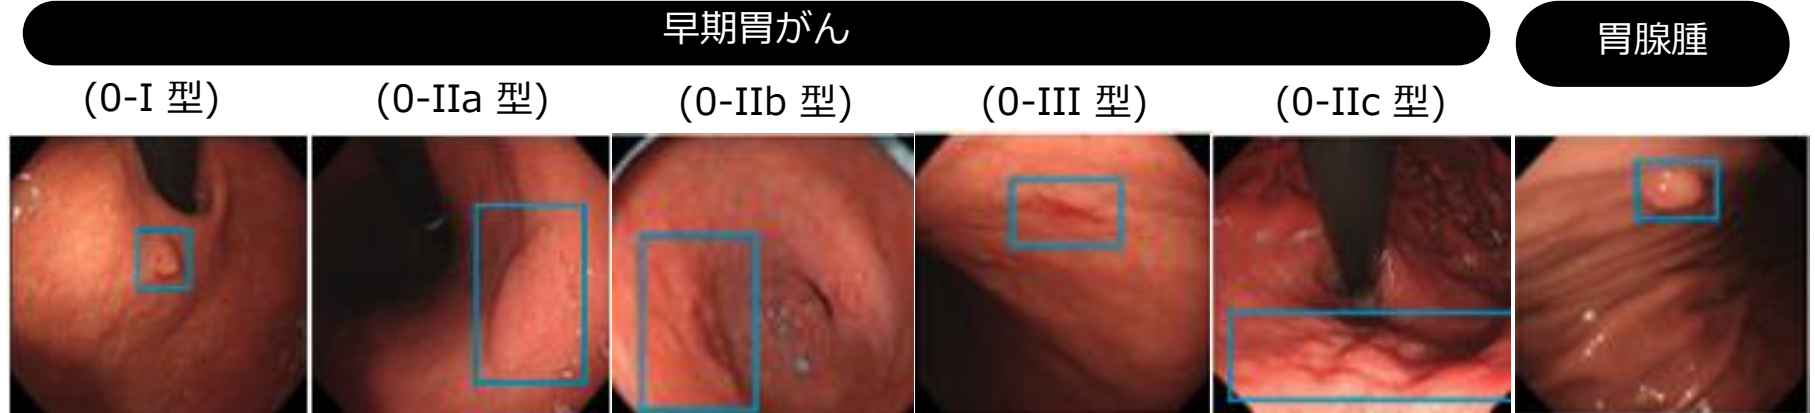 早期胃がん
胃腺腫
(0-I 型)
(0-IIa 型)
(0-IIb 型)
(0-III 型)
(0-IIc 型)